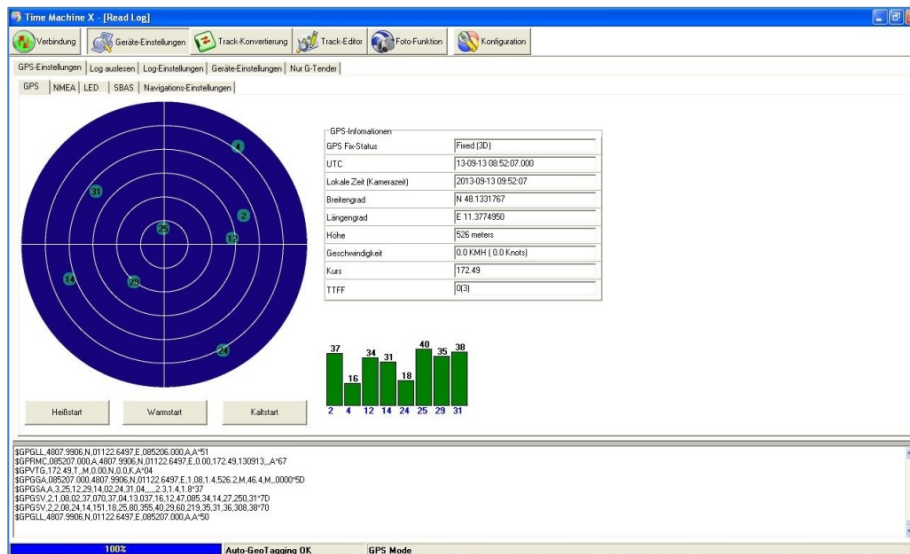 Time Machine X - [Read Log]
Verbindung Geräte-Einstellungen Track-Konvertierung Track-Editor Foto-Funktion Konfiguration
GPS-Einstellungen Log auslesen Log-Einstellungen Geräte-Einstellungen Nur G-Tender
GPS NMEA LED SBAS Navigations-Einstellungen
4
31
2
25
12
14
29
24
GPS-Infomationen
GPS Fix-Status Fixed (3D)
UTC 13-09-13 08:52:07.000
Lokale Zeit (Kamerazeit) 2013-09-13 09:52:07
Breitengrad N 48.1331767
Längengrad E 11.3774950
Höhe 526 meters
Geschwindigkeit 0.0 KMH ( 0.0 Knots)
Kurs 172.49
TTFF 0(3)
37 16 34 31 18 40 35 38
2 4 12 14 24 25 29 31
Heißstart Warmstart Kaltstart
$GPGLL,4807.9906,N,01122.6497,E,085206.000,A,A*51
$GPRMC,085207.000,A,4807.9906,N,01122.6497,E,0.00,172.49,130913,,,A*67
$GPVTG,172.49,T,,M,0.00,N,0.0,K,A*04
$GPGGA,085207.000,4807.9906,N,01122.6497,E,1,08,1.4,526.2,M,46.4,M,,0000*5D
$GPGSA,A,3,25,12,29,14,02,24,31,04,,,,,2.3,1.4,1.8*37
$GPGSV,2,1,08,02,37,070,37,04,13,037,16,12,47,085,34,14,27,250,31*7D
$GPGSV,2,2,08,24,14,151,18,25,80,355,40,29,60,219,35,31,36,308,38*70
$GPGLL,4807.9906,N,01122.6497,E,085207.000,A,A*50
100% Auto-GeoTagging OK GPS Mode